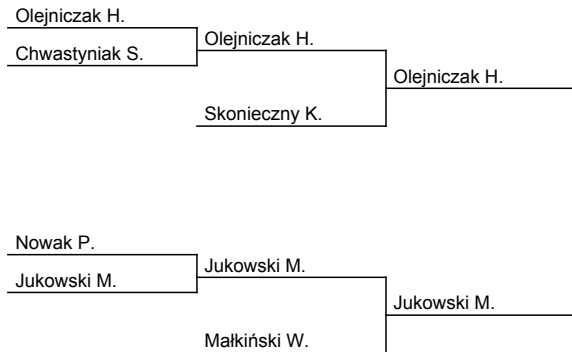 Olejniczak H.
Chwastyniak S.
Olejniczak H.
Skonieczny K.
Olejniczak H.
Nowak P.
Jukowski M.
Jukowski M.
Małkiński W.
Jukowski M.